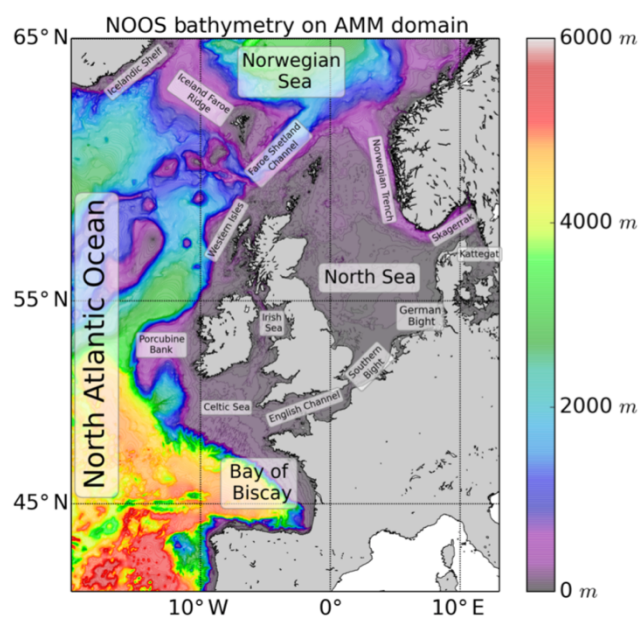 NOOS bathymetry on AMM domain
65° N
55° N
45° N
10° W
0°
10° E
6000 m
4000 m
2000 m
0 m
Icelandic Shelf
Norwegian
Sea
Iceland Faroe
Ridge
Faroe Shetland
Channel
Norwegian Trench
Western Isles
Skagerrak
Kattegat
North Atlantic Ocean
North Sea
Irish
Sea
German
Bight
Porcubine
Bank
Southern
Bight
Celtic Sea
English Channel
Bay of
Biscay